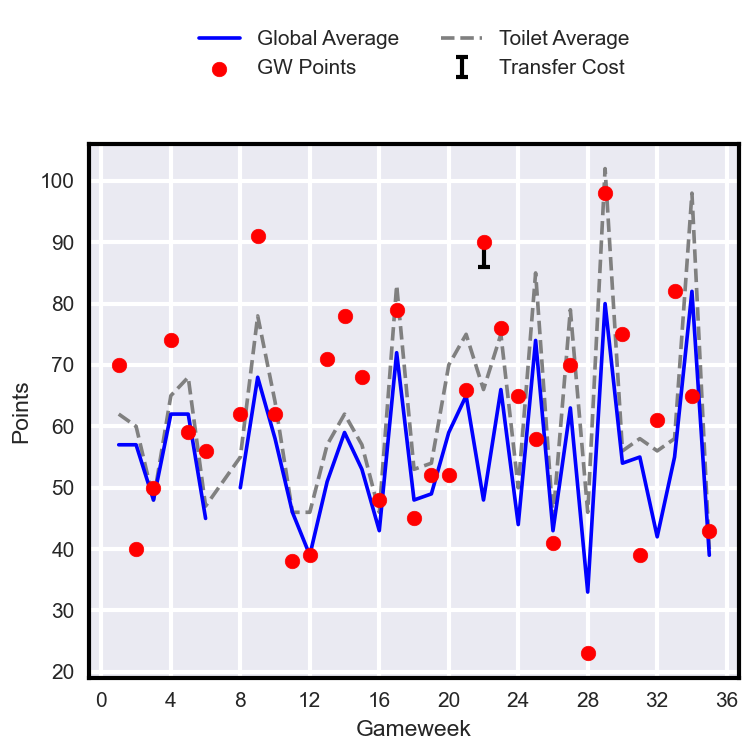 Global Average
Toilet Average
GW Points
Transfer Cost
100
90
80
70
60
50
40
30
20
Points
0 4 8 12 16 20 24 28 32 36
Gameweek